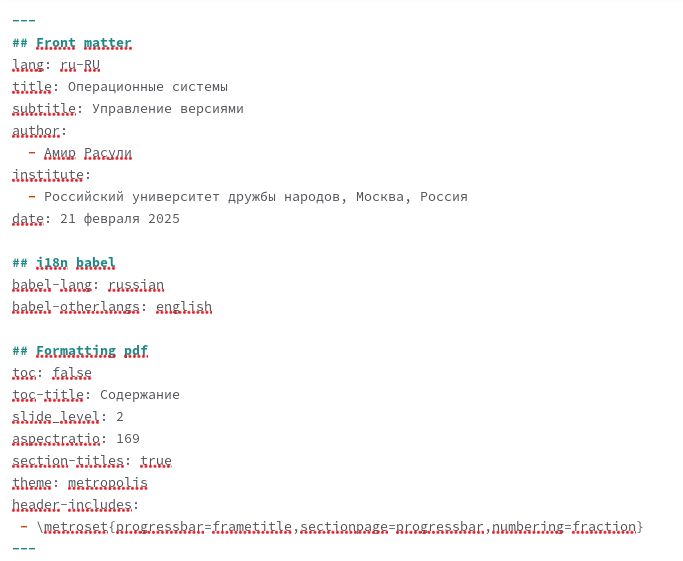 ---
## Front matter
lang: ru-RU
title: Операционные системы
subtitle: Управление версиями
author:
  - Амир Расули
institute:
  - Российский университет дружбы народов, Москва, Россия
date: 21 февраля 2025

## i18n babel
babel-lang: russian
babel-otherlangs: english

## Formatting pdf
toc: false
toc-title: Содержание
slide_level: 2
aspectratio: 169
section-titles: true
theme: metropolis
header-includes:
 - \metroset{progressbar=frametitle,sectionpage=progressbar,numbering=fraction}
---